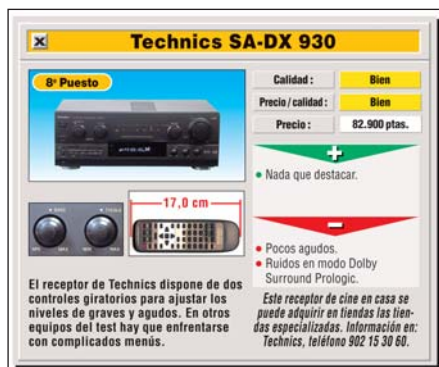 Technics SA-DX 930
8º Puesto
Calidad: Bien
Precio/calidad: Bien
Precio: 82.900 ptas.
+
• Nada que destacar.
17,0 cm
–
• Pocos agudos.
• Ruidos en modo Dolby
Surround Prologic.
El receptor de Technics dispone de dos
controles giratorios para ajustar los
niveles de graves y agudos. En otros
equipos del test hay que enfrentarse
con complicados menús.
Este receptor de cine en casa se
puede adquirir en tiendas las tien-
das especializadas. Información en:
Technics, teléfono 902 15 30 60.